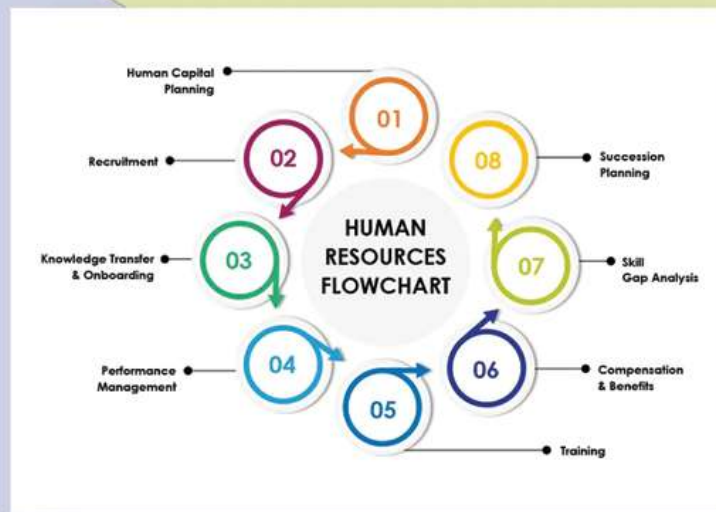 HUMAN
RESOURCES
FLOWCHART
01
Human Capital
Planning
02
Recruitment
03
Knowledge Transfer
& Onboarding
04
Performance
Management
05
Training
06
Compensation
& Benefits
07
Skill
Gap Analysis
08
Succession
Planning